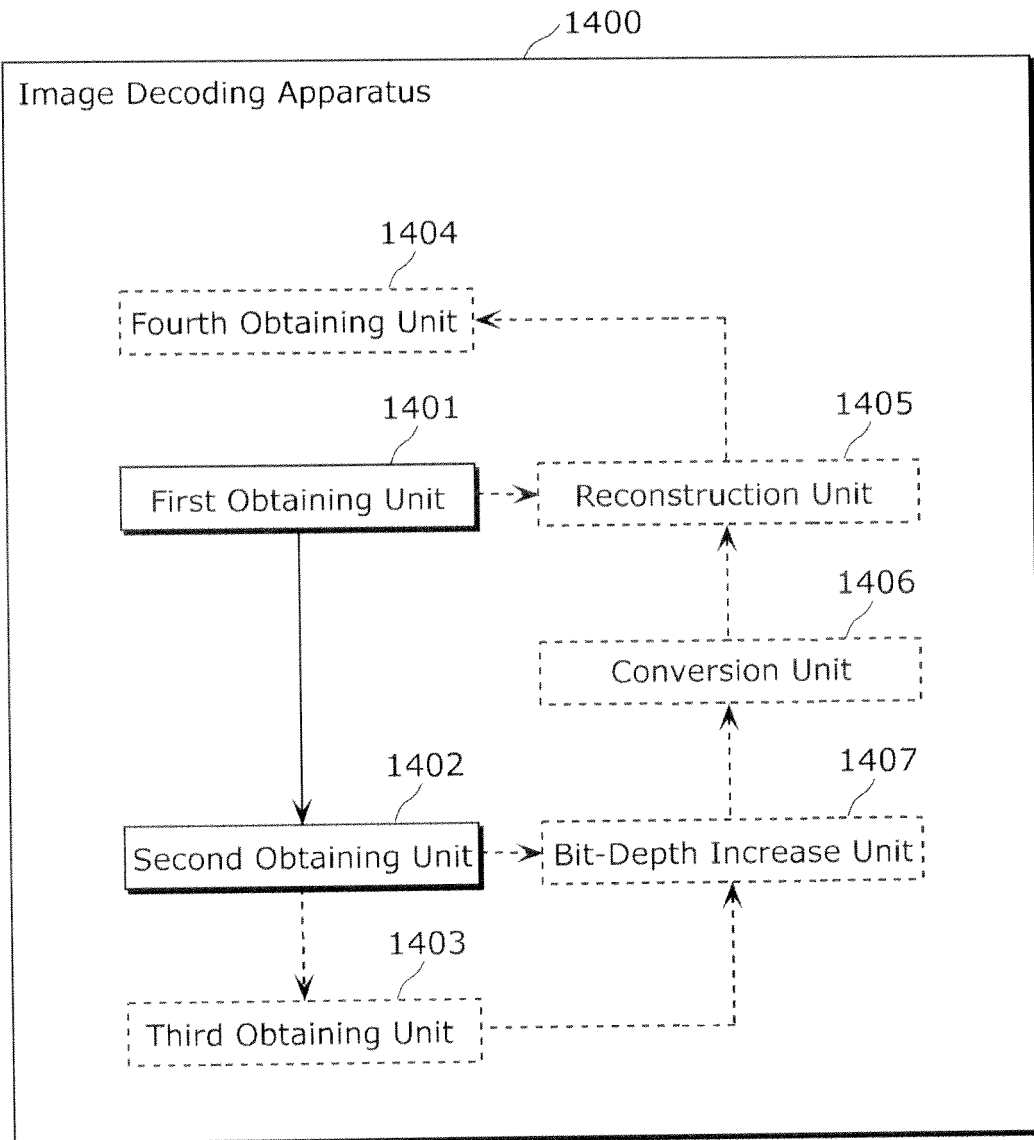 1400
Image Decoding Apparatus
1404
Fourth Obtaining Unit
1401
First Obtaining Unit
1405
Reconstruction Unit
1406
Conversion Unit
1402
Second Obtaining Unit
1407
Bit-Depth Increase Unit
1403
Third Obtaining Unit